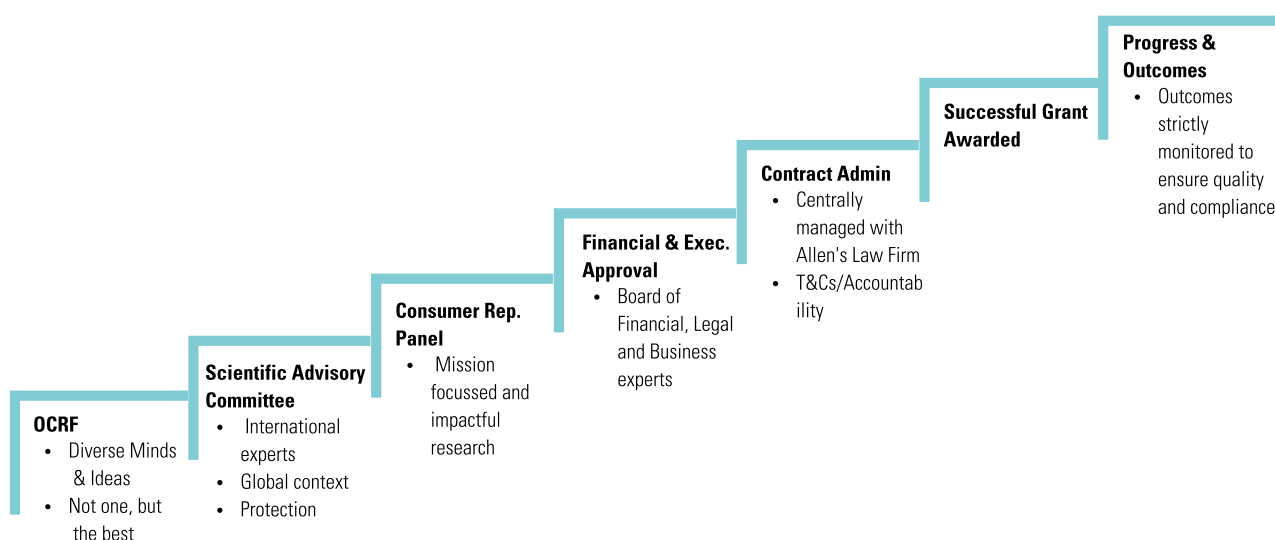 OCRF
• Diverse Minds
& Ideas
• Not one, but
the best
Scientific Advisory
Committee
• International
experts
• Global context
• Protection
Consumer Rep.
Panel
• Mission
focussed and
impactful
research
Financial & Exec.
Approval
• Board of
Financial, Legal
and Business
experts
Contract Admin
• Centrally
managed with
Allen's Law Firm
• T&Cs/Accountab
ility
Successful Grant
Awarded
Progress &
Outcomes
• Outcomes
strictly
monitored to
ensure quality
and compliance